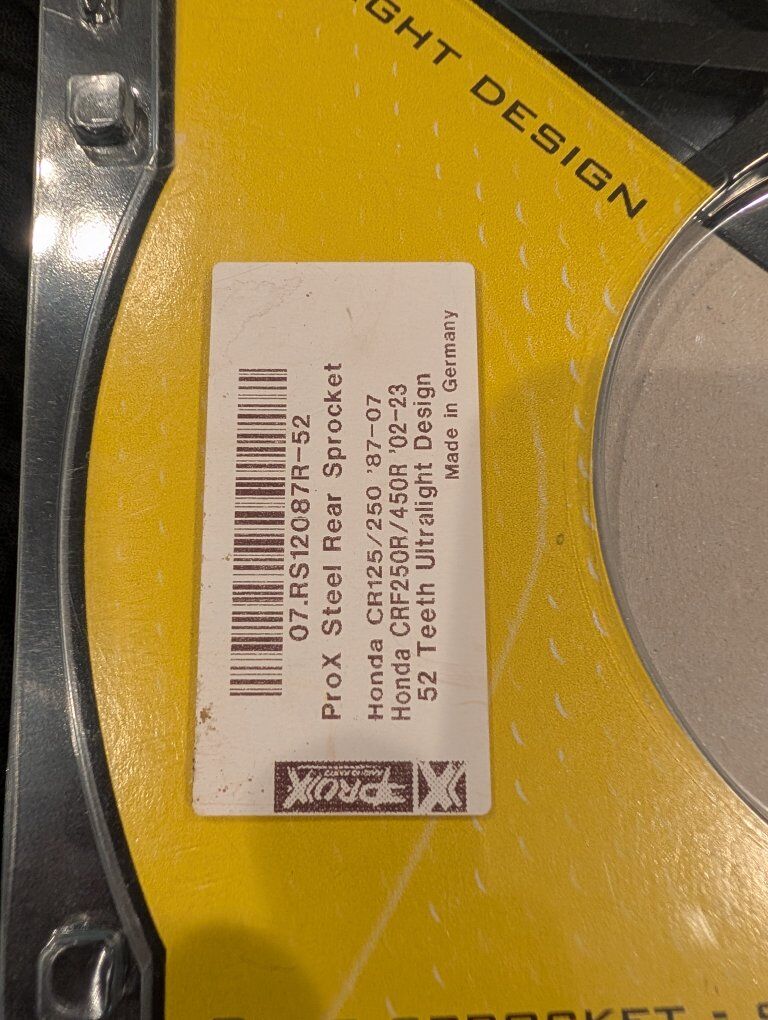 GHT DESIGN
07.RS12087R-52
ProX Steel Rear Sprocket
Honda CR125/250 '87-07
Honda CRF250R/450R '02-23
52 Teeth Ultralight Design
Made in Germany
PROX